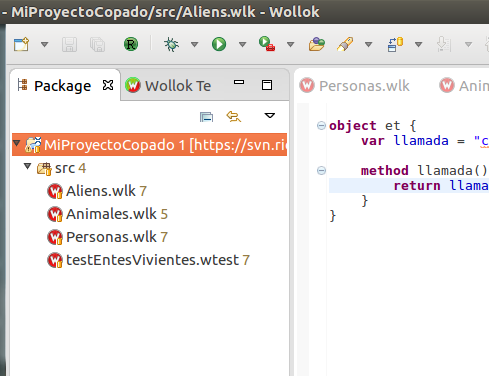 - MiProyectoCopado/src/Aliens.wlk - Wollok
Package
Wollok Te
Personas.wlk
Ani
MiProyectoCopado 1 [https://svn.ri
src 4
Aliens.wlk 7
Animales.wlk 5
Personas.wlk 7
testEntesVivientes.wtest 7
object et {
var llamada = "c
method llamada()
return llama
}
}